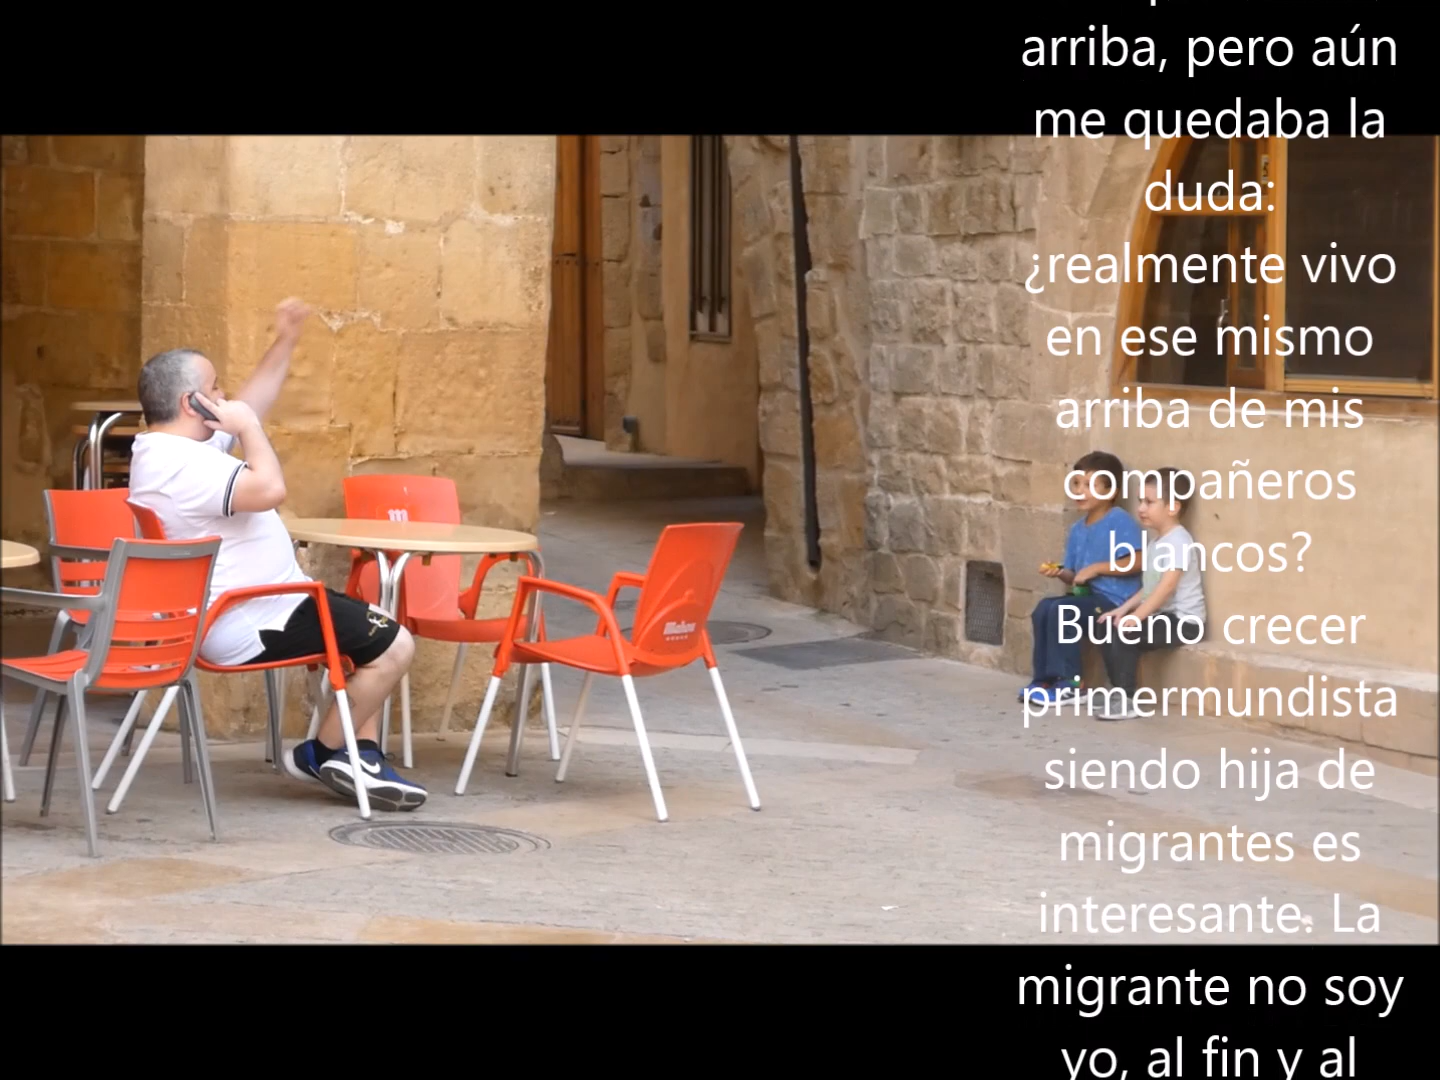 arriba, pero aún
me quedaba la
duda:
¿realmente vivo
en ese mismo
arriba de mis
compañeros
blancos?
Bueno crecer
primermundista
siendo hija de
migrantes es
interesante. La
migrante no soy
yo, al fin y al
Mahou